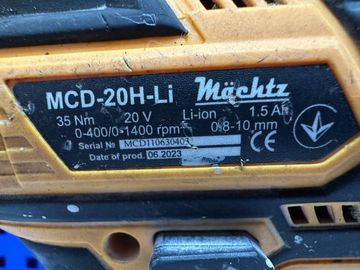 MCD-20H-Li Mächtz
35 Nm 20 V Li-ion 1.5 Ah
0-400/0-1400 rpm 0.8-10 mm
Serial № MCD110630403 CE
Date of prod. 06.2023